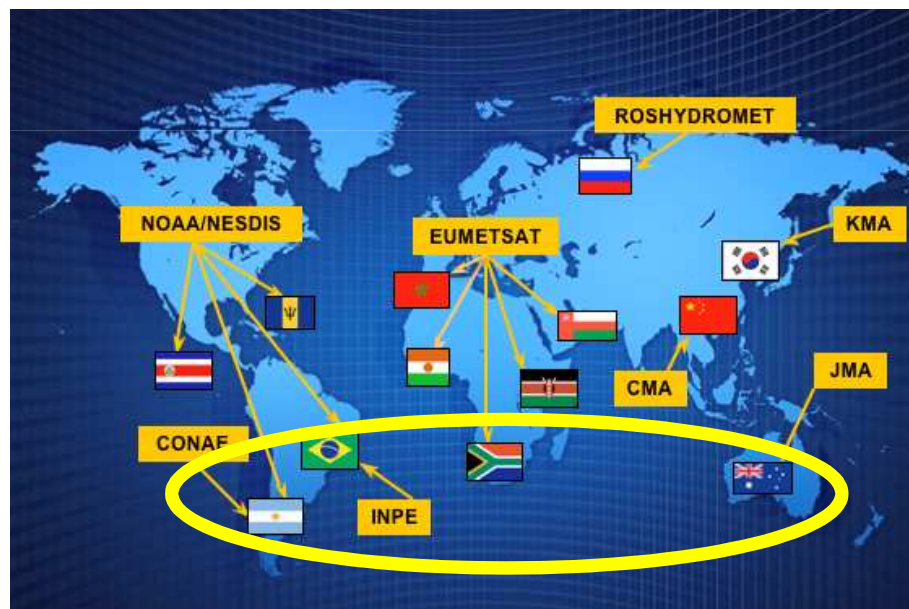 ROSHYDROMET
NOAA/NESDIS
EUMETSAT
KMA
CMA
JMA
CONAE
INPE